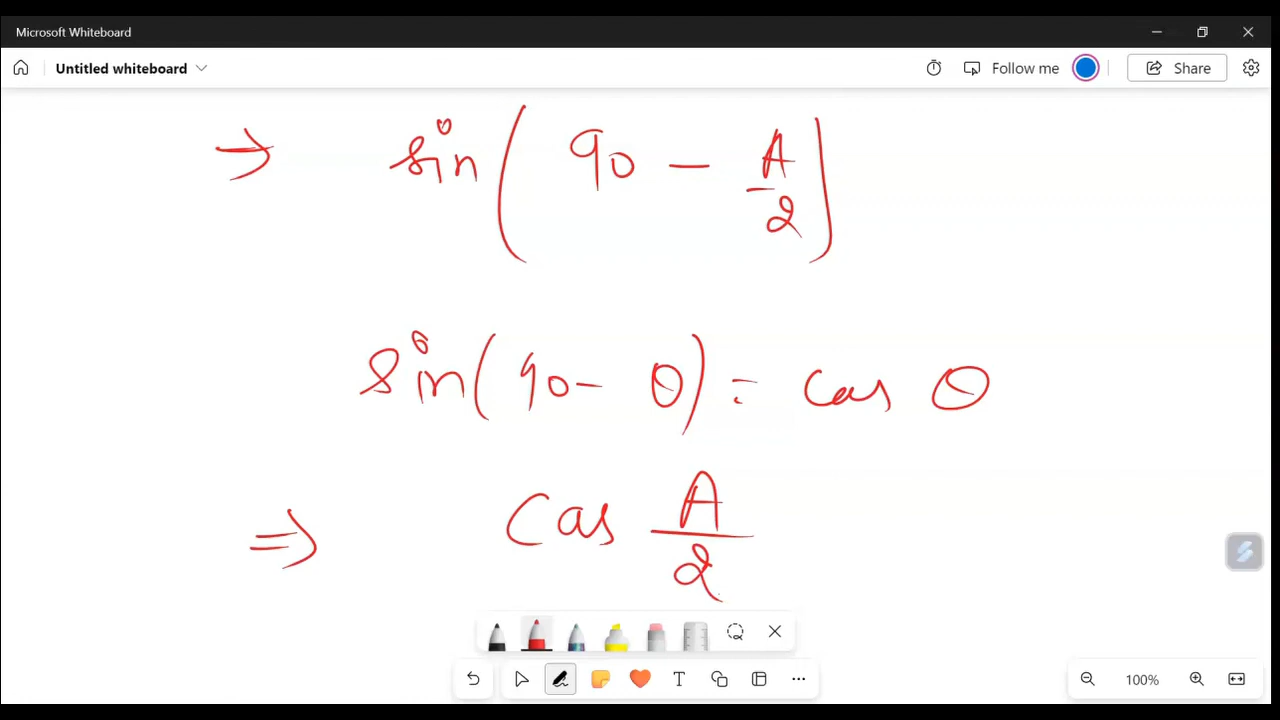 Microsoft Whiteboard
Untitled whiteboard
Follow me
Share
→ sin(90 − A/2)
sin(90 − θ) = cos θ
⇒ cos A/2
T
100%